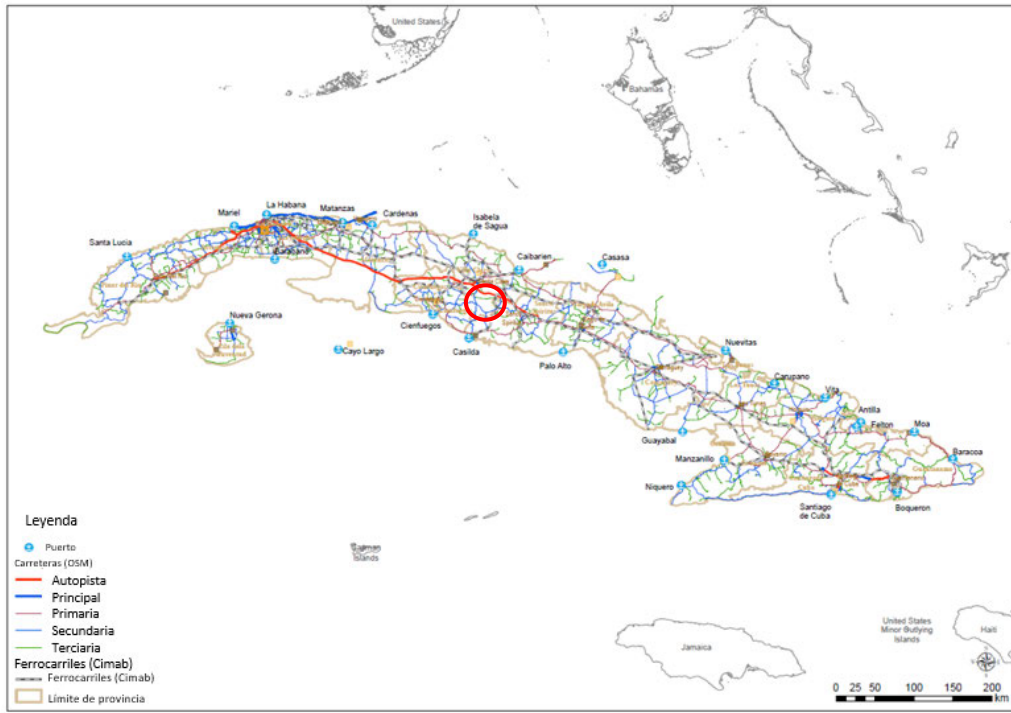 United States
Bahamas
La Habana
Mariel
Matanzas
Cardenas
Santa Lucia
Isabela
de Sagua
Batabano
Caibarien
Casasa
Nueva Gerona
Cienfuegos
Cayo Largo
Casilda
Palo Alto
Nuevitas
Carupano
Vita
Antilla
Felton
Moa
Guayabal
Baracoa
Manzanillo
Niquero
Santiago
de Cuba
Boqueron
Leyenda
Puerto
Carreteras (OSM)
Autopista
Principal
Primaria
Secundaria
Terciaria
Ferrocarriles (Cimab)
Ferrocarriles (Cimab)
Límite de provincia
Cayman
Islands
Jamaica
United States
Minor Outlying
Islands
Haiti
0 25 50 100 150 200
km